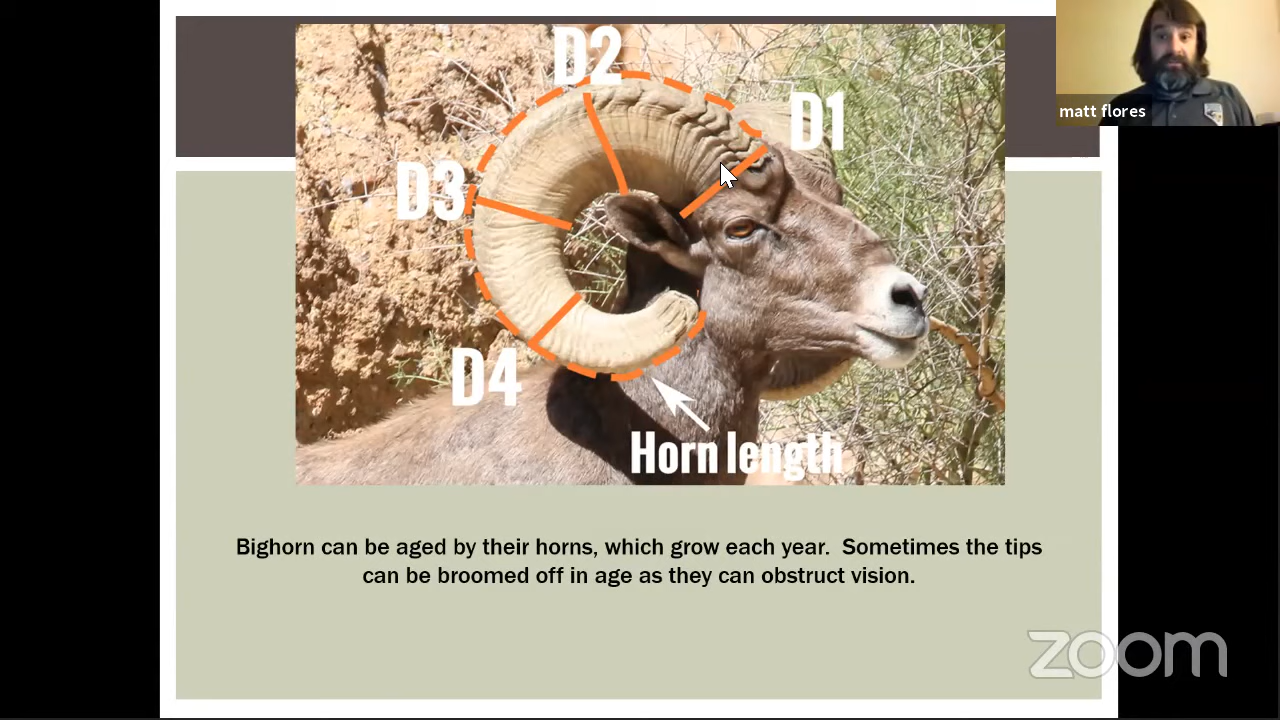 D2
D1
matt flores
D3
D4
Horn length
Bighorn can be aged by their horns, which grow each year.  Sometimes the tips
can be broomed off in age as they can obstruct vision.
zoom